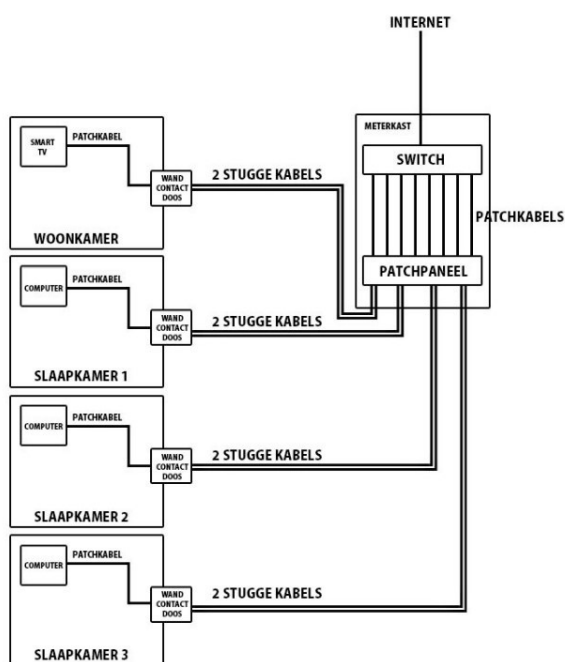 INTERNET
METERKAST
SWITCH
PATCHKABELS
PATCHPANEEL
SMART
TV
PATCHKABEL
WAND
CONTACT
DOOS
2 STUGGE KABELS
WOONKAMER
COMPUTER
PATCHKABEL
WAND
CONTACT
DOOS
2 STUGGE KABELS
SLAAPKAMER 1
COMPUTER
PATCHKABEL
WAND
CONTACT
DOOS
2 STUGGE KABELS
SLAAPKAMER 2
COMPUTER
PATCHKABEL
WAND
CONTACT
DOOS
2 STUGGE KABELS
SLAAPKAMER 3